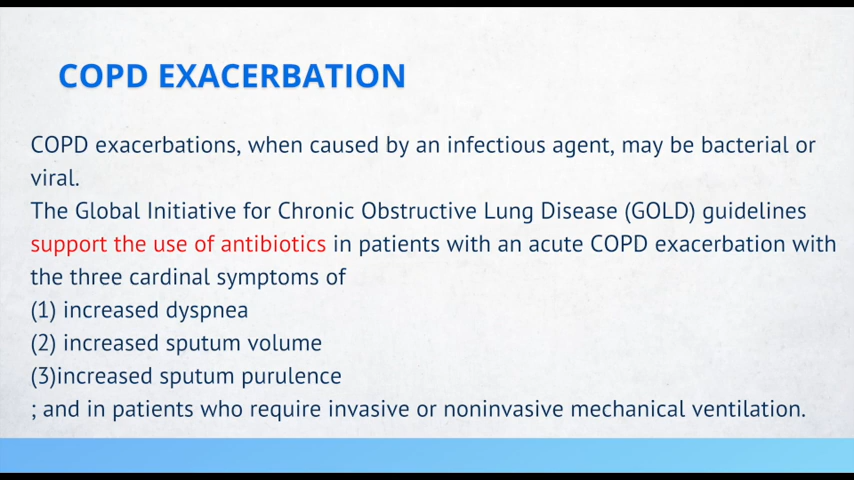 COPD EXACERBATION
COPD exacerbations, when caused by an infectious agent, may be bacterial or
viral.
The Global Initiative for Chronic Obstructive Lung Disease (GOLD) guidelines
support the use of antibiotics in patients with an acute COPD exacerbation with
the three cardinal symptoms of
(1) increased dyspnea
(2) increased sputum volume
(3)increased sputum purulence
; and in patients who require invasive or noninvasive mechanical ventilation.